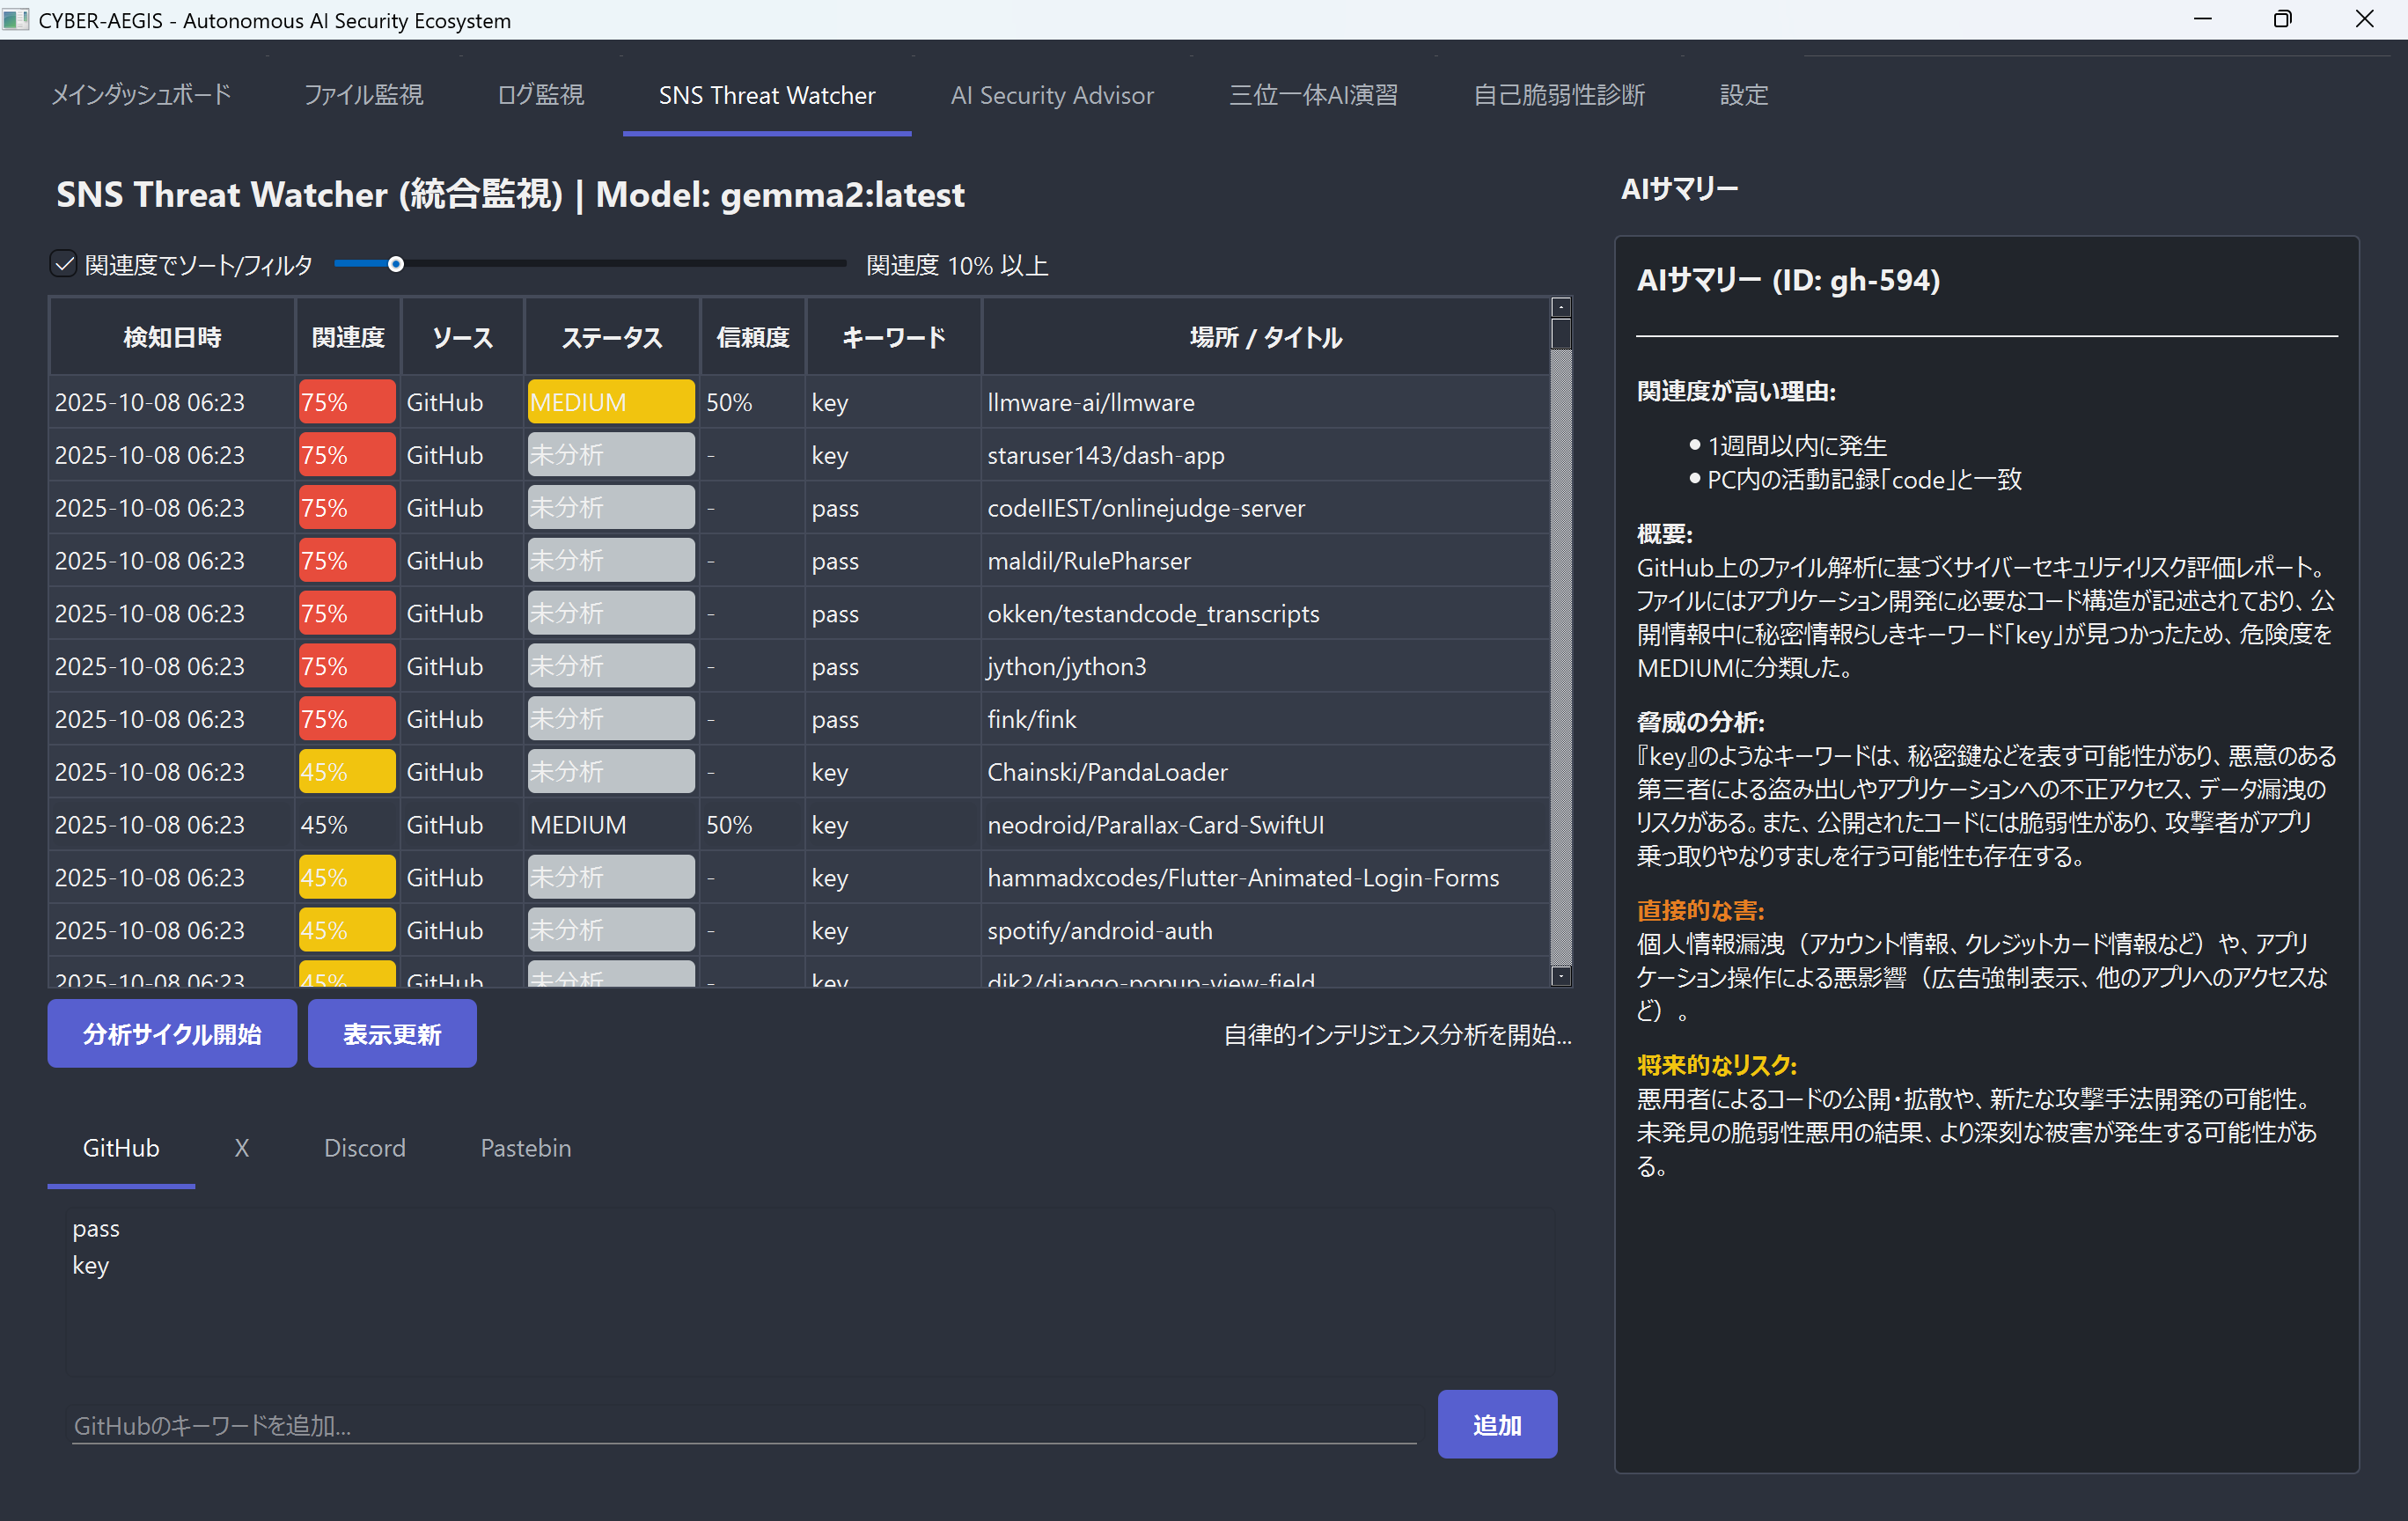 CYBER-AEGIS - Autonomous AI Security Ecosystem
メインダッシュボード ファイル監視 ログ監視 SNS Threat Watcher AI Security Advisor 三位一体AI演習 自己脆弱性診断 設定
SNS Threat Watcher (統合監視) | Model: gemma2:latest
関連度でソート/フィルタ 関連度 10% 以上
検知日時 関連度 ソース ステータス 信頼度 キーワード 場所 / タイトル
2025-10-08 06:23 75% GitHub MEDIUM 50% key llmware-ai/llmware
2025-10-08 06:23 75% GitHub 未分析 - key staruser143/dash-app
2025-10-08 06:23 75% GitHub 未分析 - pass codeIIEST/onlinejudge-server
2025-10-08 06:23 75% GitHub 未分析 - pass maldil/RulePharser
2025-10-08 06:23 75% GitHub 未分析 - pass okken/testandcode_transcripts
2025-10-08 06:23 75% GitHub 未分析 - pass jython/jython3
2025-10-08 06:23 75% GitHub 未分析 - pass fink/fink
2025-10-08 06:23 45% GitHub 未分析 - key Chainski/PandaLoader
2025-10-08 06:23 45% GitHub MEDIUM 50% key neodroid/Parallax-Card-SwiftUI
2025-10-08 06:23 45% GitHub 未分析 - key hammadxcodes/Flutter-Animated-Login-Forms
2025-10-08 06:23 45% GitHub 未分析 - key spotify/android-auth
2025-10-08 06:23 45% GitHub 未分析 - key djk2/django-popup-view-field
分析サイクル開始 表示更新 自律的インテリジェンス分析を開始...
GitHub X Discord Pastebin
pass
key
GitHubのキーワードを追加...
追加
AIサマリー
AIサマリー (ID: gh-594)
関連度が高い理由:
• 1週間以内に発生
• PC内の活動記録「code」と一致
概要:
GitHub上のファイル解析に基づくサイバーセキュリティリスク評価レポート。
ファイルにはアプリケーション開発に必要なコード構造が記述されており、公
開情報中に秘密情報らしきキーワード「key」が見つかったため、危険度を
MEDIUMに分類した。
脅威の分析:
『key』のようなキーワードは、秘密鍵などを表す可能性があり、悪意のある
第三者による盗み出しやアプリケーションへの不正アクセス、データ漏洩の
リスクがある。また、公開されたコードには脆弱性があり、攻撃者がアプリ
乗っ取りやなりすましを行う可能性も存在する。
直接的な害:
個人情報漏洩（アカウント情報、クレジットカード情報など）や、アプリ
ケーション操作による悪影響（広告強制表示、他のアプリへのアクセスな
ど）。
将来的なリスク:
悪用者によるコードの公開・拡散や、新たな攻撃手法開発の可能性。
未発見の脆弱性悪用の結果、より深刻な被害が発生する可能性があ
る。